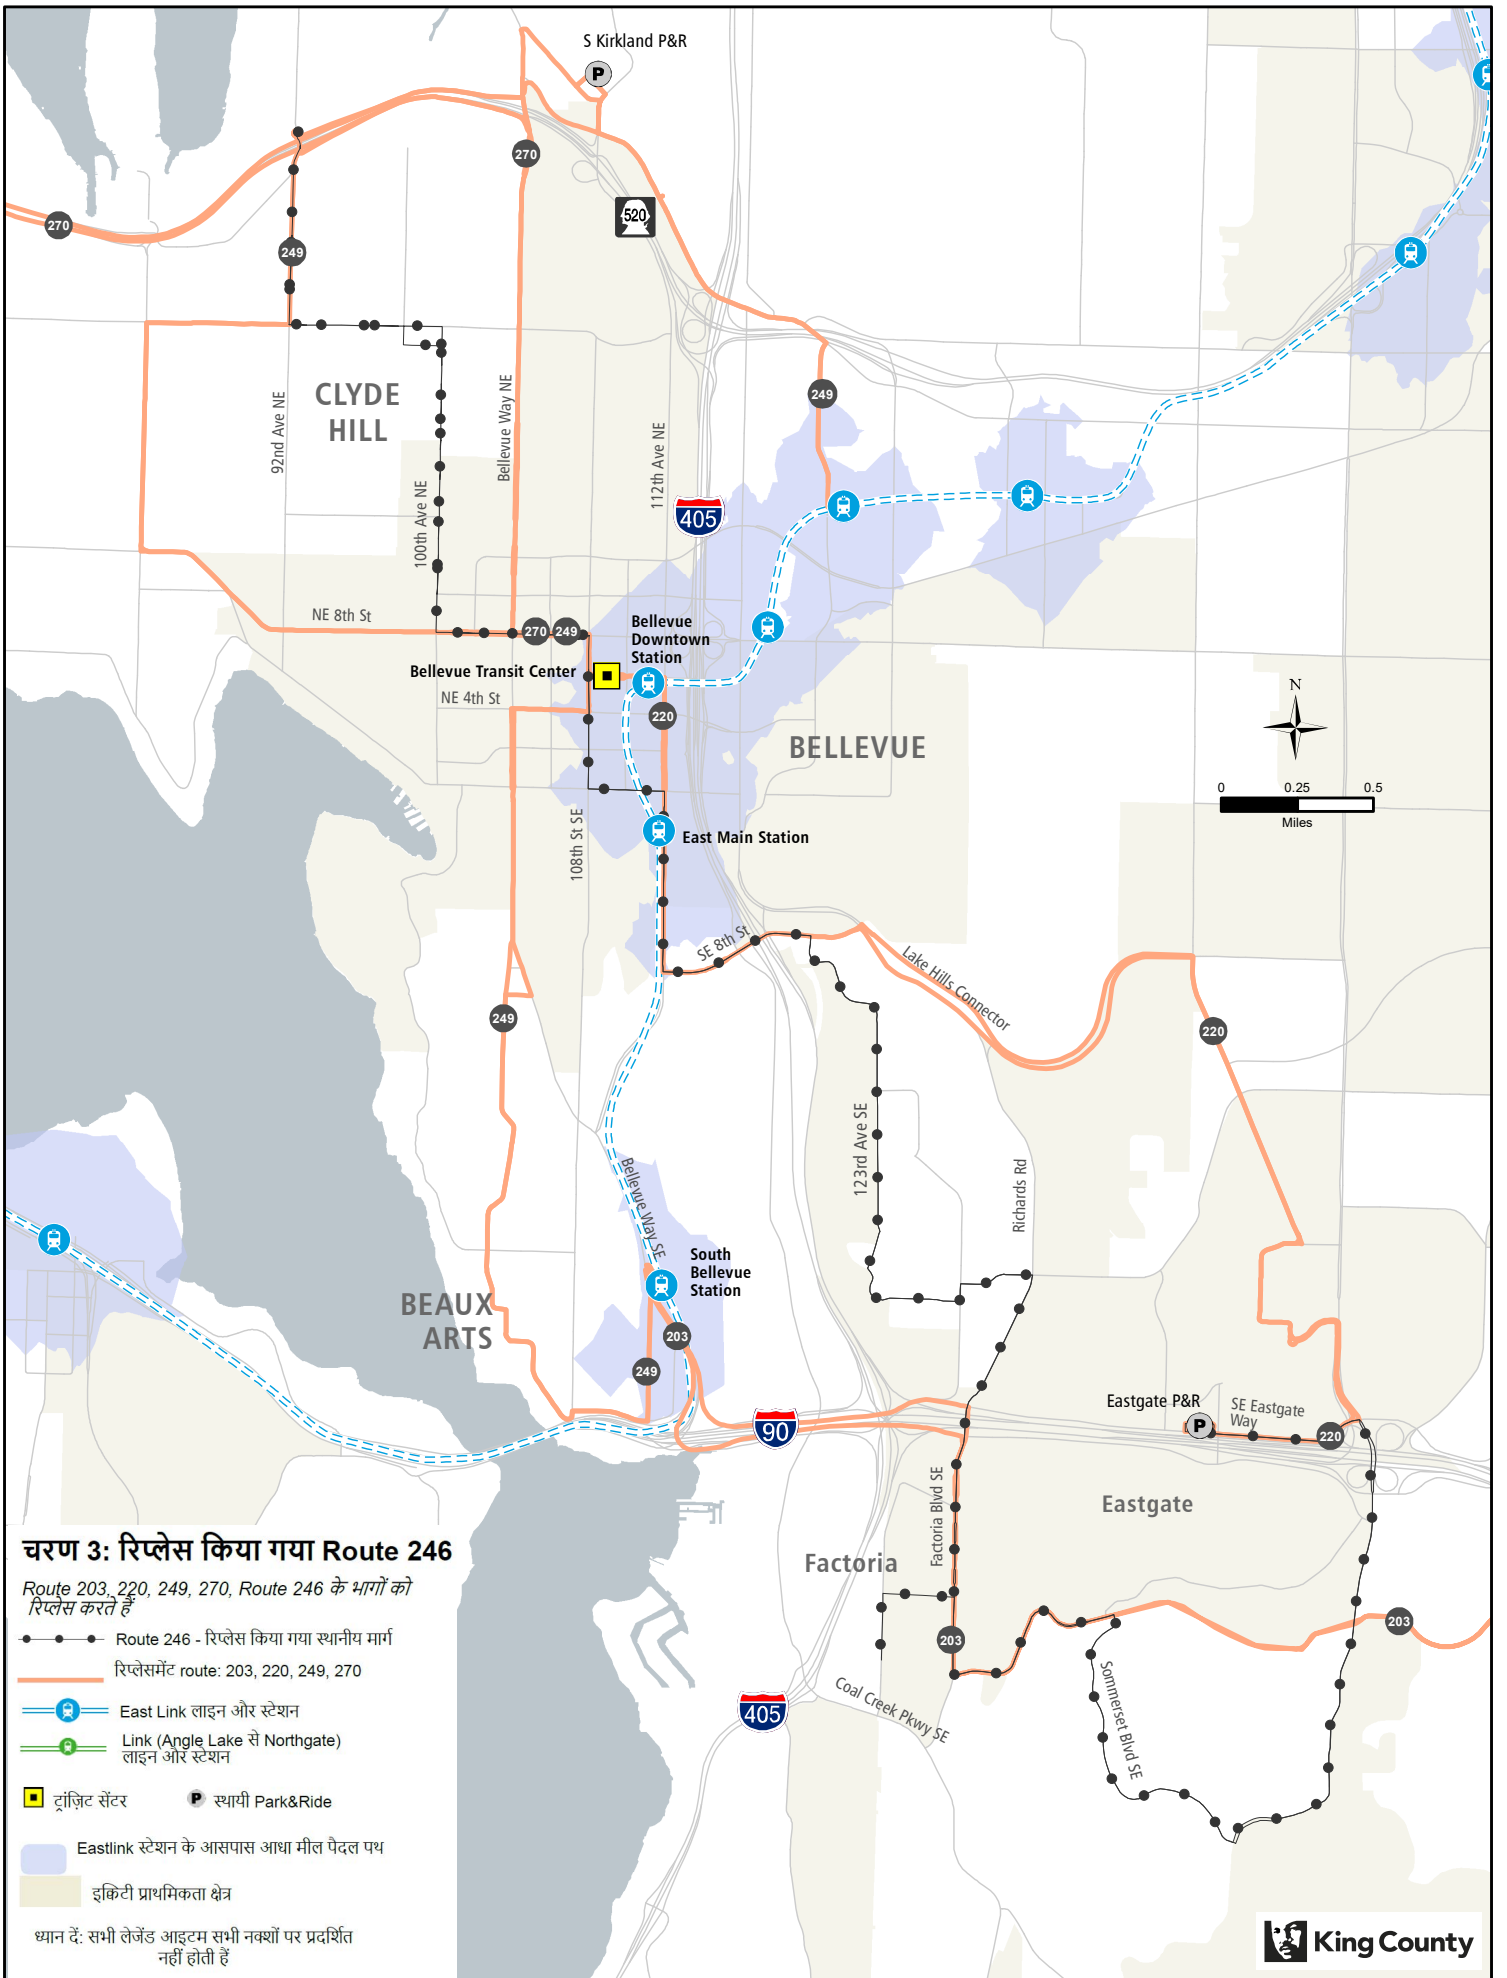 S Kirkland P&R
P
270
520
270
249
249
CLYDE
HILL
92nd Ave NE
Bellevue Way NE
100th Ave NE
112th Ave NE
405
NE 8th St
270
249
Bellevue
Downtown
Station
Bellevue Transit Center
NE 4th St
220
BELLEVUE
N
0 0.25 0.5
Miles
East Main Station
108th St SE
SE 8th St
Lake Hills Connector
249
220
123rd Ave SE
Richards Rd
Bellevue Way SE
South
Bellevue
Station
BEAUX
ARTS
203
249
90
Eastgate P&R
P
SE Eastgate
Way
220
Factoria Blvd SE
Eastgate
Factoria
203
203
Sommerset Blvd SE
Coal Creek Pkwy SE
405
चरण 3: रिप्लेस किया गया Route 246
Route 203, 220, 249, 270, Route 246 के भागों को
रिप्लेस करते हैं
Route 246 - रिप्लेस किया गया स्थानीय मार्ग
रिप्लेसमेंट route: 203, 220, 249, 270
East Link लाइन और स्टेशन
Link (Angle Lake से Northgate)
लाइन और स्टेशन
ट्रांज़िट सेंटर
P स्थायी Park&Ride
Eastlink स्टेशन के आसपास आधा मील पैदल पथ
इक्विटी प्राथमिकता क्षेत्र
ध्यान दें: सभी लेजेंड आइटम सभी नक्शों पर प्रदर्शित
नहीं होती हैं
King County